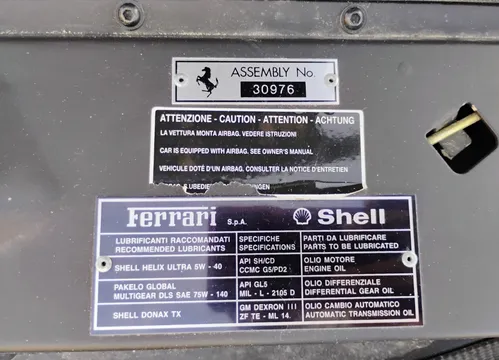 ASSEMBLY No.
30976
ATTENZIONE - CAUTION - ATTENTION - ACHTUNG
LA VETTURA MONTA AIRBAG. VEDERE ISTRUZIONI
CAR IS EQUIPPED WITH AIRBAG. SEE OWNER'S MANUAL
VEHICULE DOTÉ D'UN AIRBAG. CONSULTER LA NOTICE D'ENTRETIEN
Ferrari S.p.A. Shell
LUBRIFICANTI RACCOMANDATI
RECOMMENDED LUBRICANTS
SPECIFICHE
SPECIFICATIONS
PARTI DA LUBRIFICARE
PARTS TO BE LUBRICATED
SHELL HELIX ULTRA 5W - 40
API SH/CD
CCMC G5/PD2
OLIO MOTORE
ENGINE OIL
PAKELO GLOBAL
MULTIGEAR DLS SAE 75W - 140
API GL5
MIL - L - 2105 D
OLIO DIFFERENZIALE
DIFFERENTIAL GEAR OIL
SHELL DONAX TX
GM DEXRON III
ZF TE - ML 14.
OLIO CAMBIO AUTOMATICO
AUTOMATIC TRANSMISSION OIL